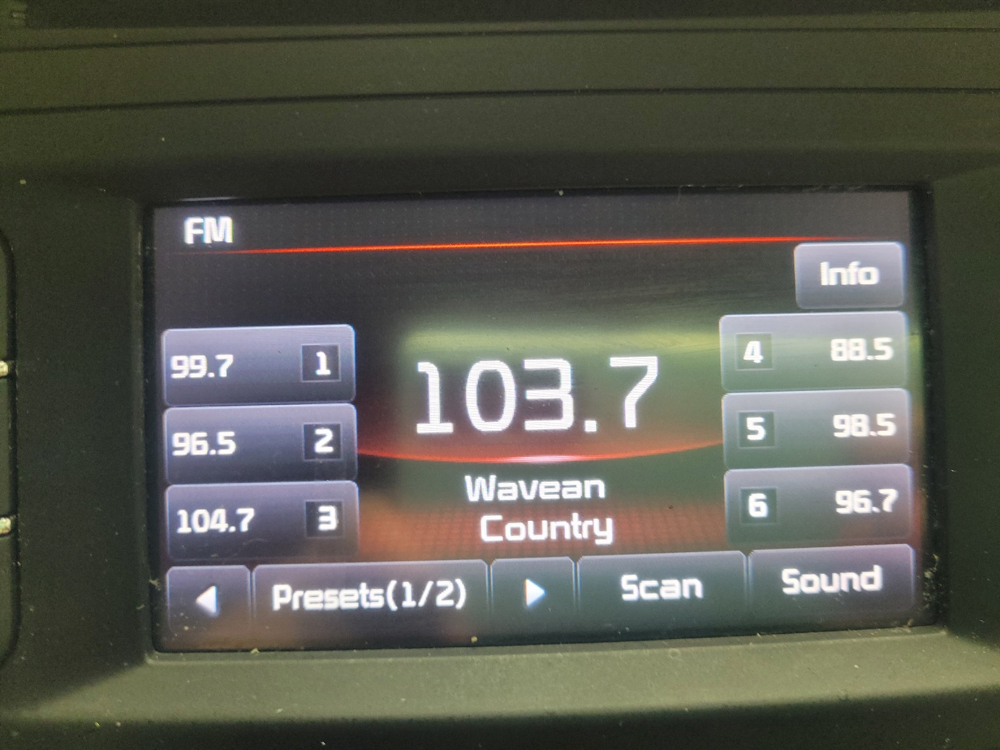 FM
Info
99.7 1
96.5 2
104.7 3
103.7
Wavean
Country
4 88.5
5 98.5
6 96.7
Presets(1/2)
Scan
Sound